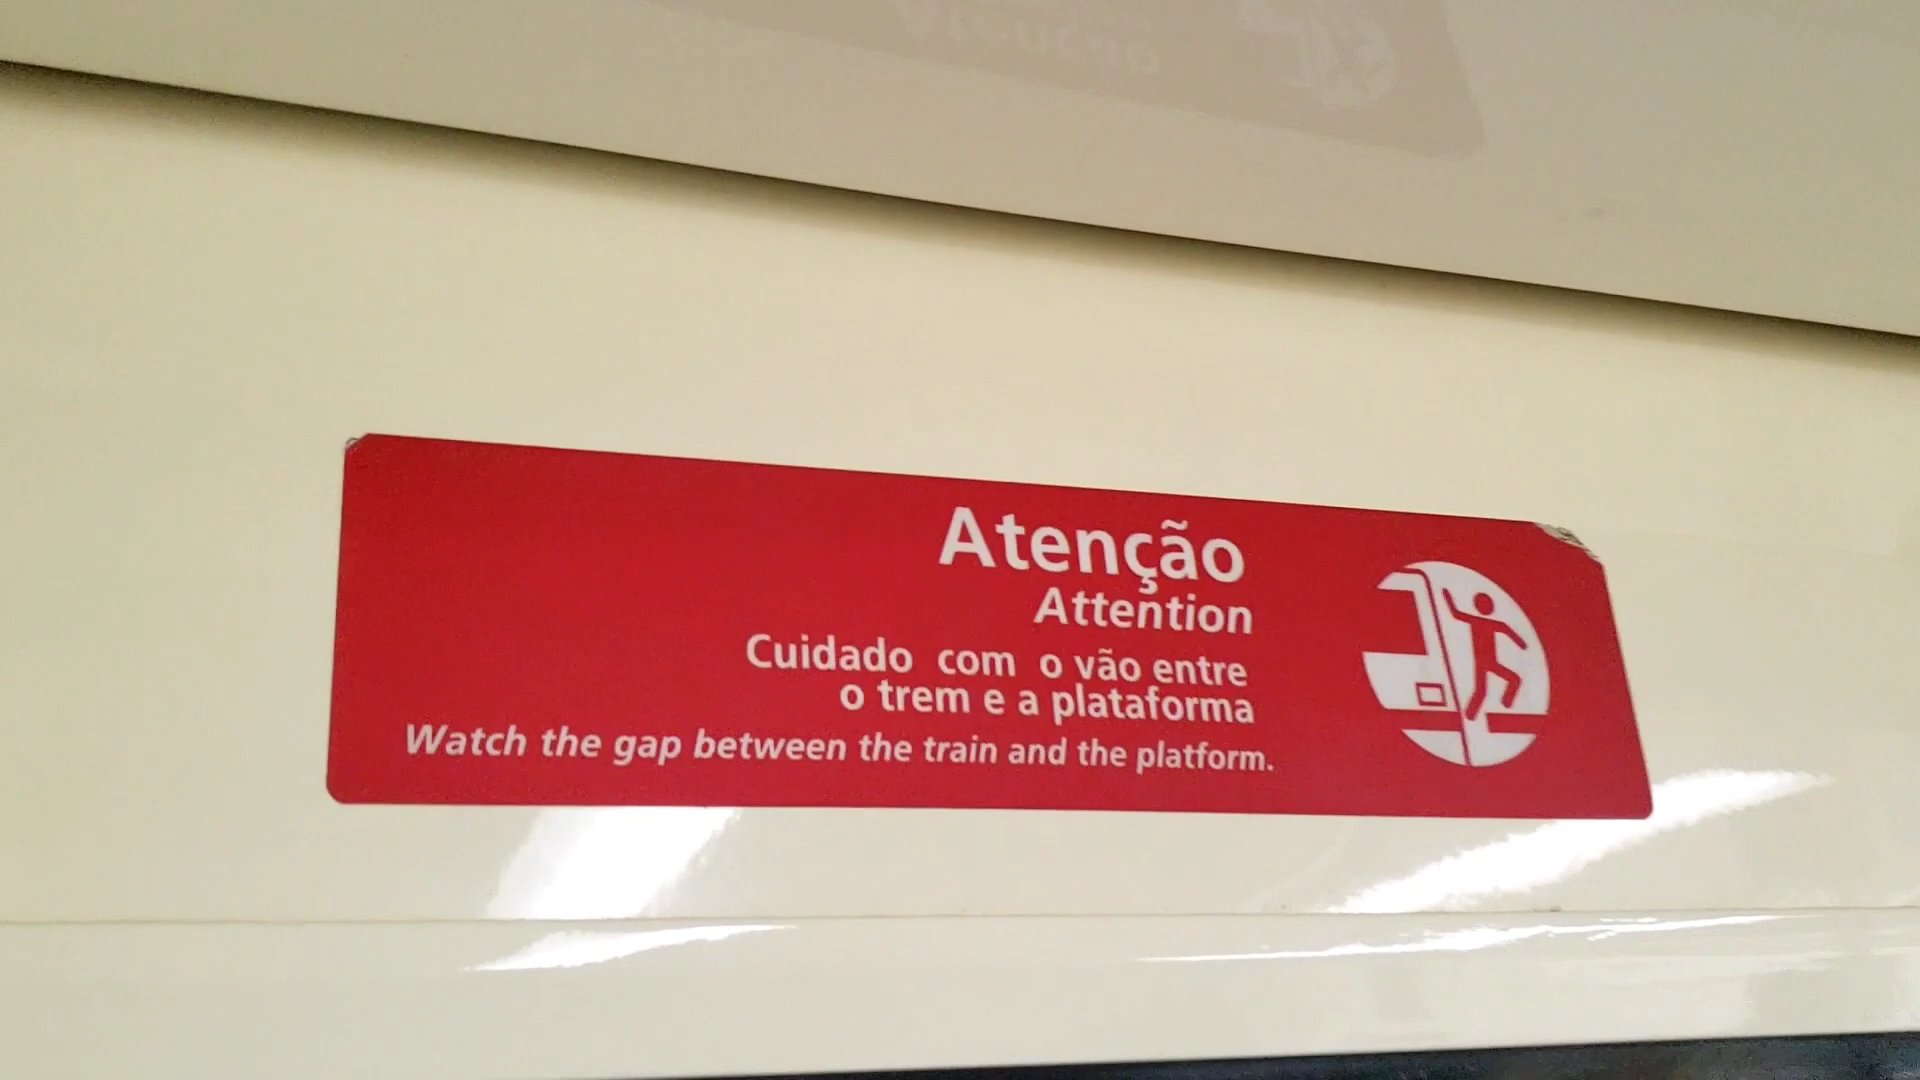 Atenção
Attention
Cuidado com o vão entre
o trem e a plataforma
Watch the gap between the train and the platform.